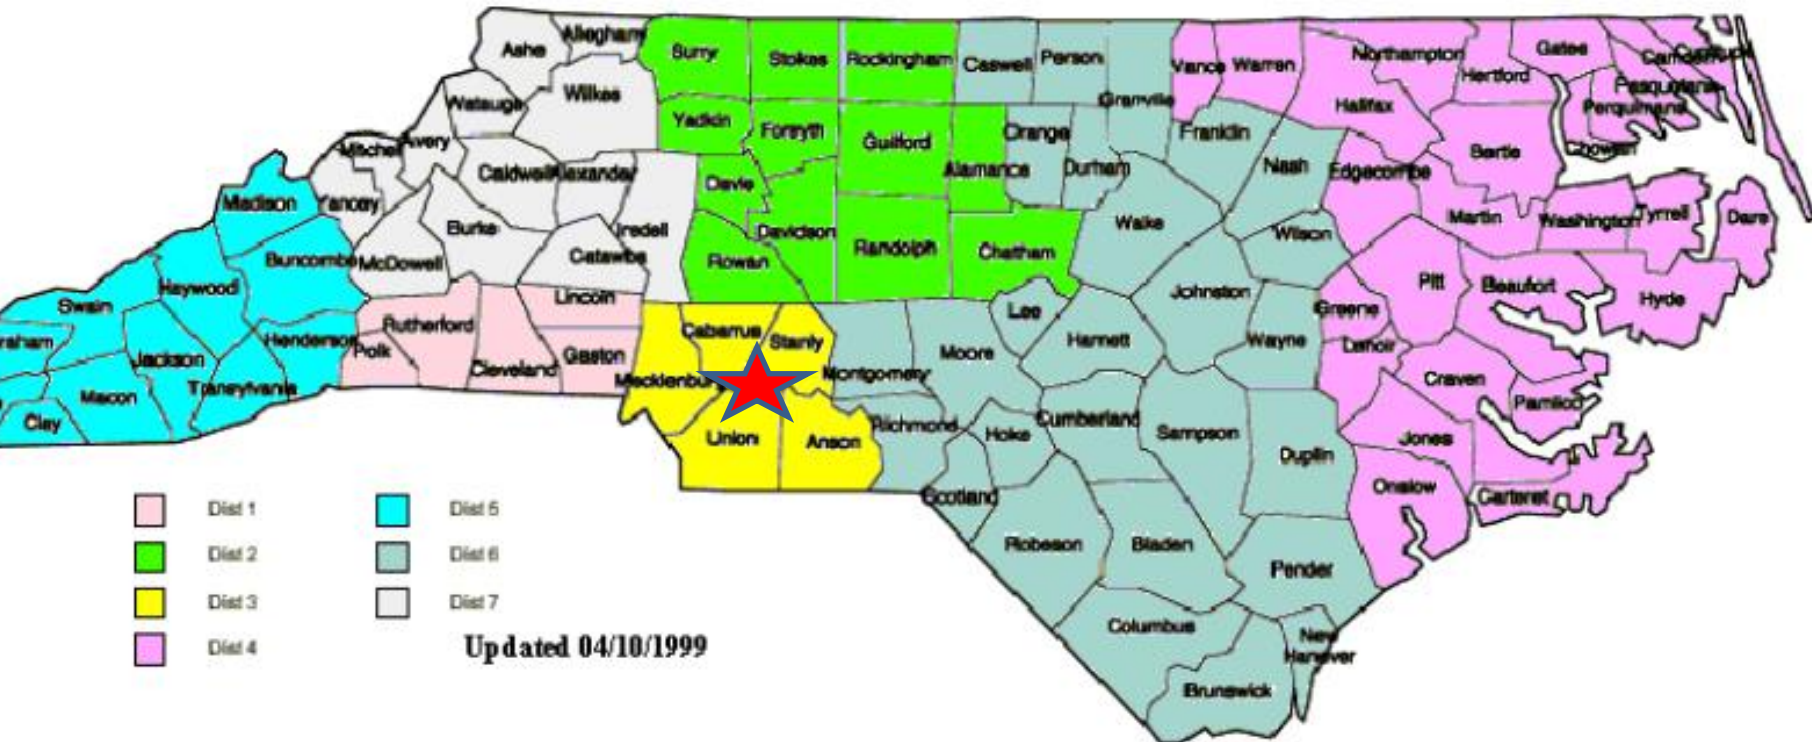 Ashe
Alleghany
Surry
Stokes
Rockingham
Caswell
Person
Vance
Warren
Northampton
Gates
Camden
Currituck
Hertford
Pasquotank
Perquimans
Watauga
Wilkes
Granville
Halifax
Yadkin
Forsyth
Guilford
Orange
Franklin
Mitchell
Avery
Alamance
Durham
Nash
Edgecombe
Bertie
Chowan
Caldwell
Alexander
Davie
Madison
Yancey
Burke
Iredell
Davidson
Wake
Wilson
Martin
Washington
Tyrrell
Dare
Buncombe
McDowell
Catawba
Rowan
Randolph
Chatham
Haywood
Swain
Lincoln
Johnston
Pitt
Beaufort
Hyde
Lee
Greene
raham
Jackson
Henderson
Rutherford
Polk
Cabarrus
Stanly
Moore
Harnett
Wayne
Lenoir
Gaston
Cleveland
Mecklenbur
Montgomery
Craven
Pamlico
Macon
Transylvania
Clay
Union
Anson
Richmond
Hoke
Cumberland
Sampson
Duplin
Jones
Scotland
Onslow
Carteret
Robeson
Bladen
Pender
Columbus
New
Hanover
Brunswick
Dist 1
Dist 5
Dist 2
Dist 6
Dist 3
Dist 7
Dist 4
Updated 04/10/1999